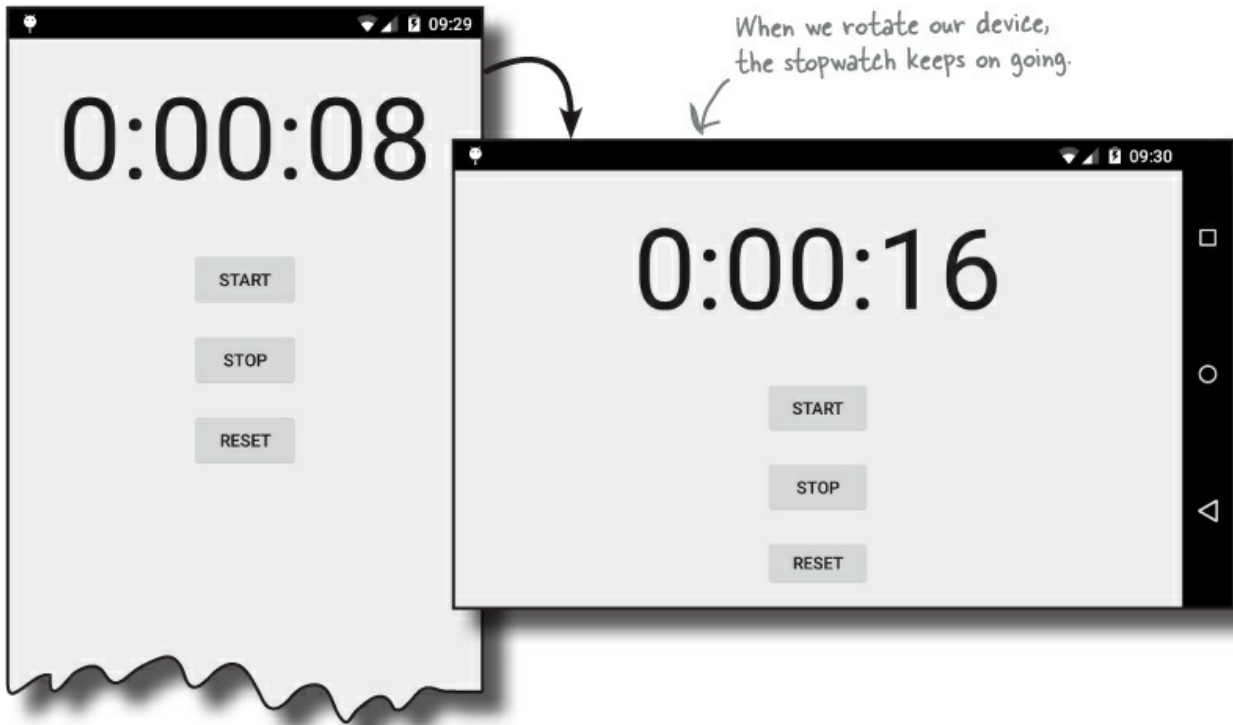 09:29
0:00:08
START
STOP
RESET
When we rotate our device,
the stopwatch keeps on going.
09:30
0:00:16
START
STOP
RESET